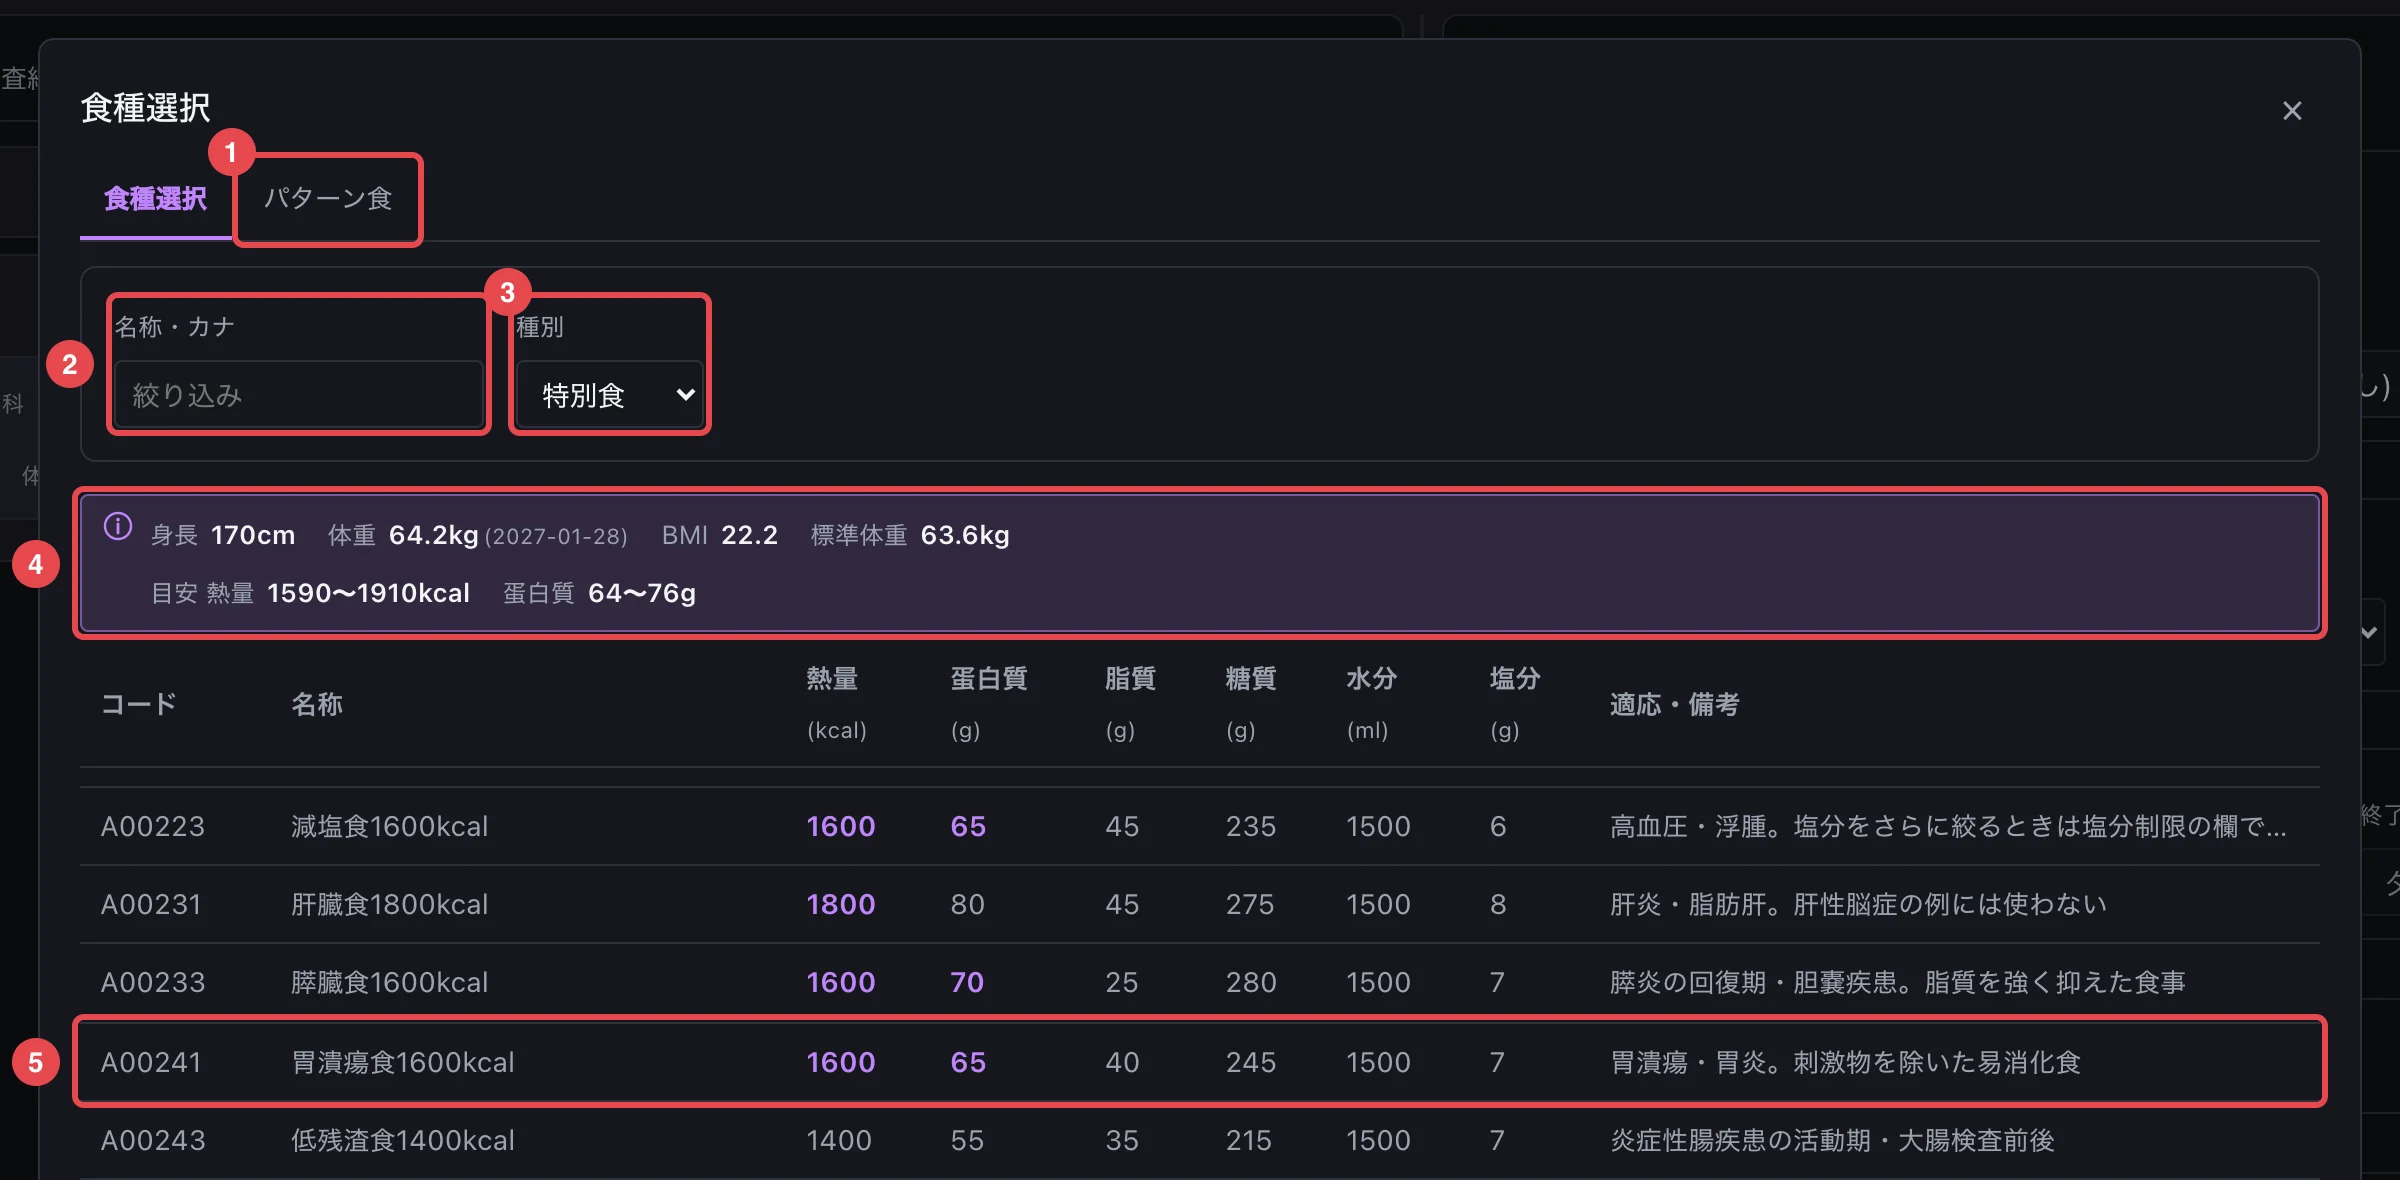 食種選択
×
1
食種選択 パターン食
2
名称・カナ
絞り込み
3
種別
特別食
4
身長 170cm 体重 64.2kg (2027-01-28) BMI 22.2 標準体重 63.6kg
目安 熱量 1590〜1910kcal 蛋白質 64〜76g
コード 名称 熱量 (kcal) 蛋白質 (g) 脂質 (g) 糖質 (g) 水分 (ml) 塩分 (g) 適応・備考
A00223 減塩食1600kcal 1600 65 45 235 1500 6 高血圧・浮腫。塩分をさらに絞るときは塩分制限の欄で...
A00231 肝臓食1800kcal 1800 80 45 275 1500 8 肝炎・脂肪肝。肝性脳症の例には使わない
A00233 膵臓食1600kcal 1600 70 25 280 1500 7 膵炎の回復期・胆嚢疾患。脂質を強く抑えた食事
5
A00241 胃潰瘍食1600kcal 1600 65 40 245 1500 7 胃潰瘍・胃炎。刺激物を除いた易消化食
A00243 低残渣食1400kcal 1400 55 35 215 1500 7 炎症性腸疾患の活動期・大腸検査前後
科
体
し)
終了